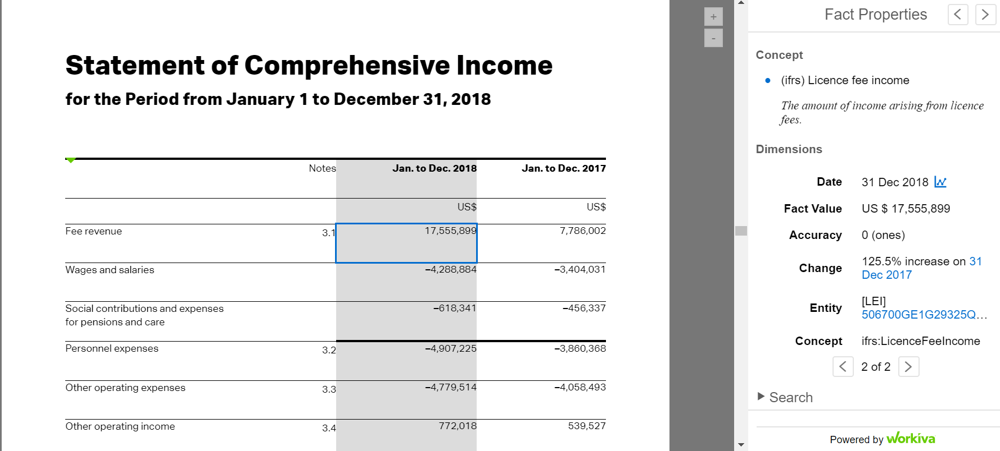 Statement of Comprehensive Income
for the Period from January 1 to December 31, 2018
Notes Jan. to Dec. 2018 Jan. to Dec. 2017
US$ US$
Fee revenue 3.1 17,555,899 7,786,002
Wages and salaries –4,288,884 –3,404,031
Social contributions and expenses –618,341 –456,337
for pensions and care
Personnel expenses 3.2 –4,907,225 –3,860,368
Other operating expenses 3.3 –4,779,514 –4,058,493
Other operating income 3.4 772,018 539,527
+
-
Fact Properties
Concept
• (ifrs) Licence fee income
The amount of income arising from licence
fees.
Dimensions
Date 31 Dec 2018
Fact Value US $ 17,555,899
Accuracy 0 (ones)
Change 125.5% increase on 31
Dec 2017
Entity [LEI]
506700GE1G29325Q...
Concept ifrs:LicenceFeeIncome
2 of 2
Search
Powered by workiva